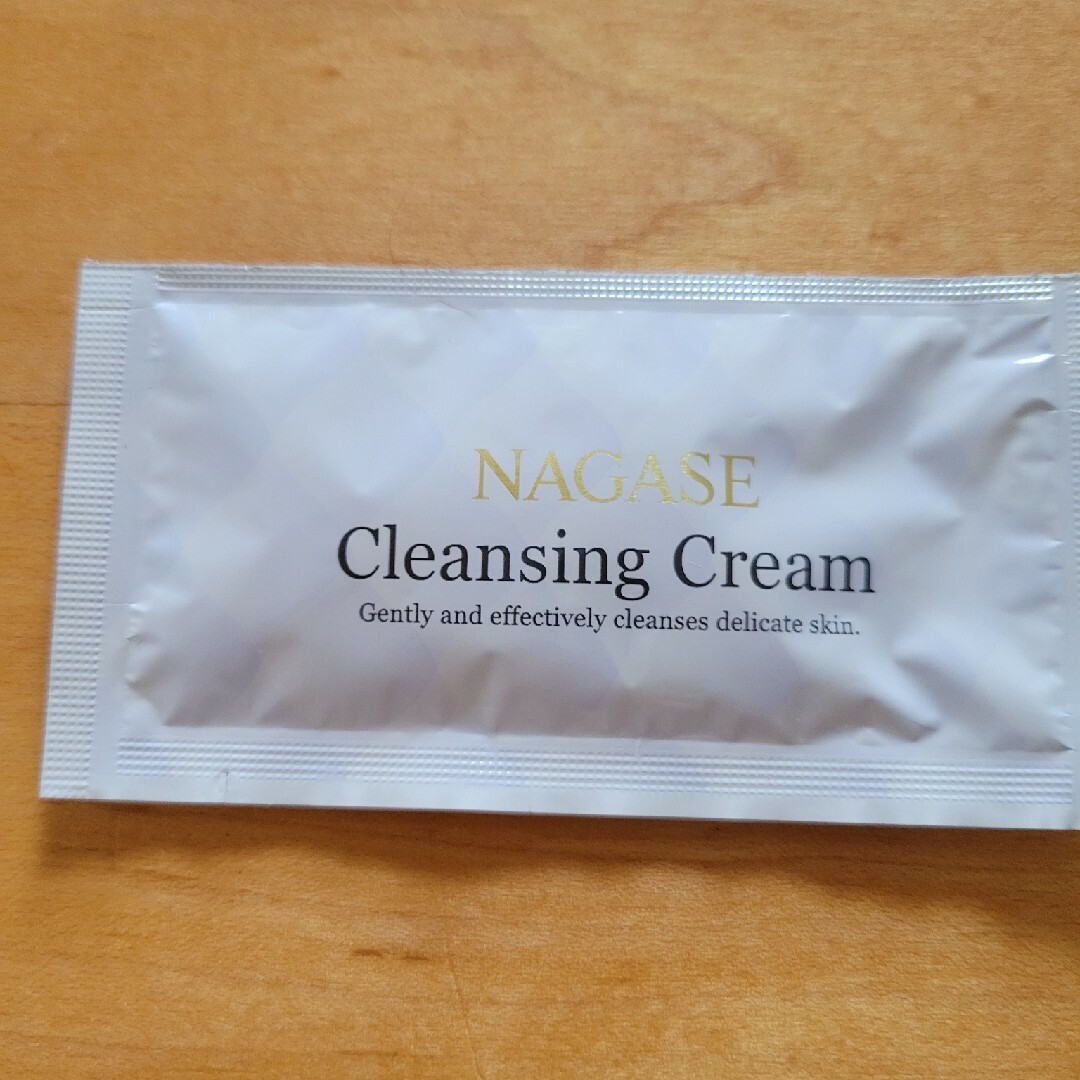 NAGASE
Cleansing Cream
Gently and effectively cleanses delicate skin.